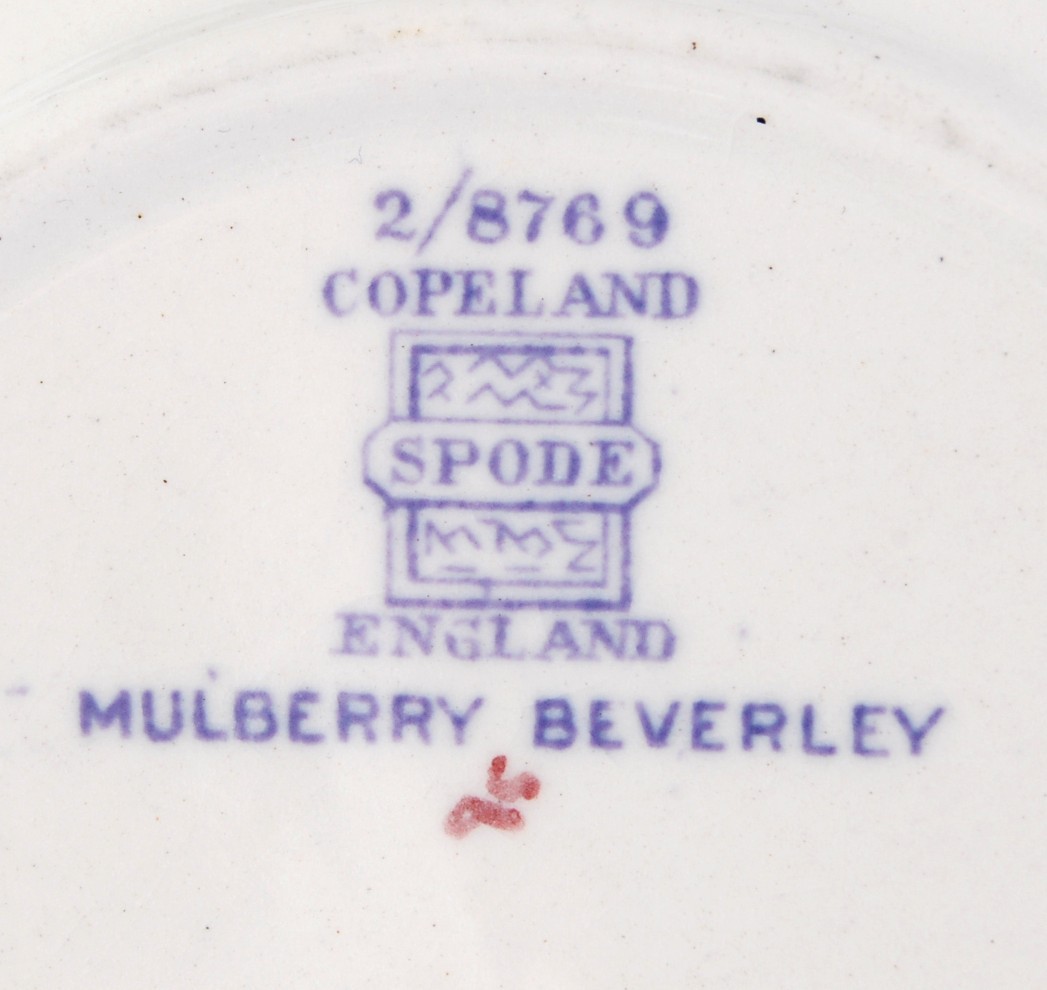 2/8769
COPELAND
SPODE
ENGLAND
MULBERRY BEVERLEY